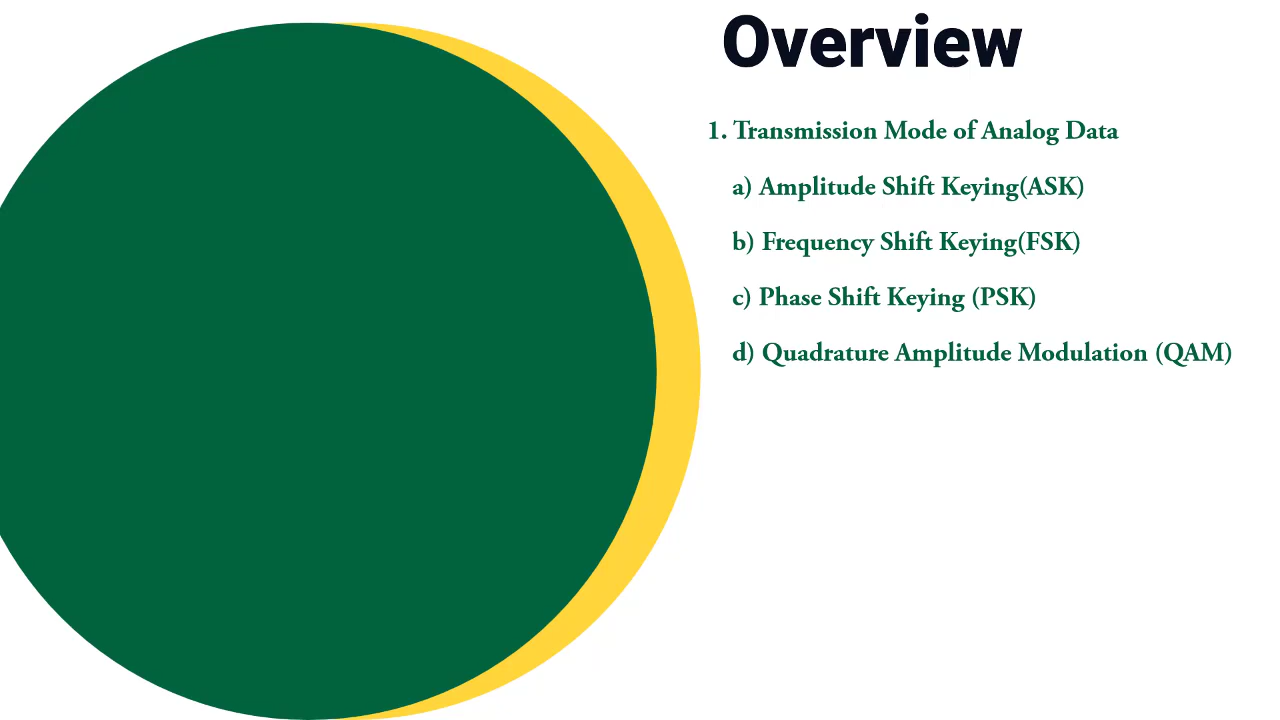 Overview
1. Transmission Mode of Analog Data
a) Amplitude Shift Keying(ASK)
b) Frequency Shift Keying(FSK)
c) Phase Shift Keying (PSK)
d) Quadrature Amplitude Modulation (QAM)